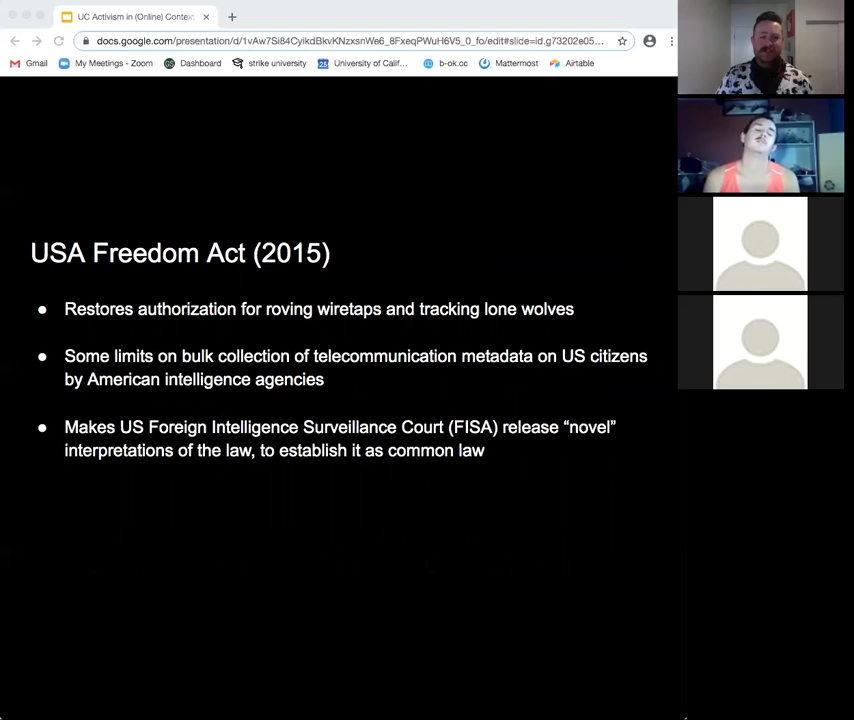 UC Activism in (Online) Contex
docs.google.com/presentation/d/1vAw7Si84CyikdBkvKNzxsnWe6_8FxeqPWuH6V5_0_fo/edit#slide=id.g73202e05...
Gmail My Meetings - Zoom Dashboard strike university 25 University of Calif... b-ok.cc Mattermost Airtable
USA Freedom Act (2015)
● Restores authorization for roving wiretaps and tracking lone wolves
● Some limits on bulk collection of telecommunication metadata on US citizens
by American intelligence agencies
● Makes US Foreign Intelligence Surveillance Court (FISA) release “novel”
interpretations of the law, to establish it as common law